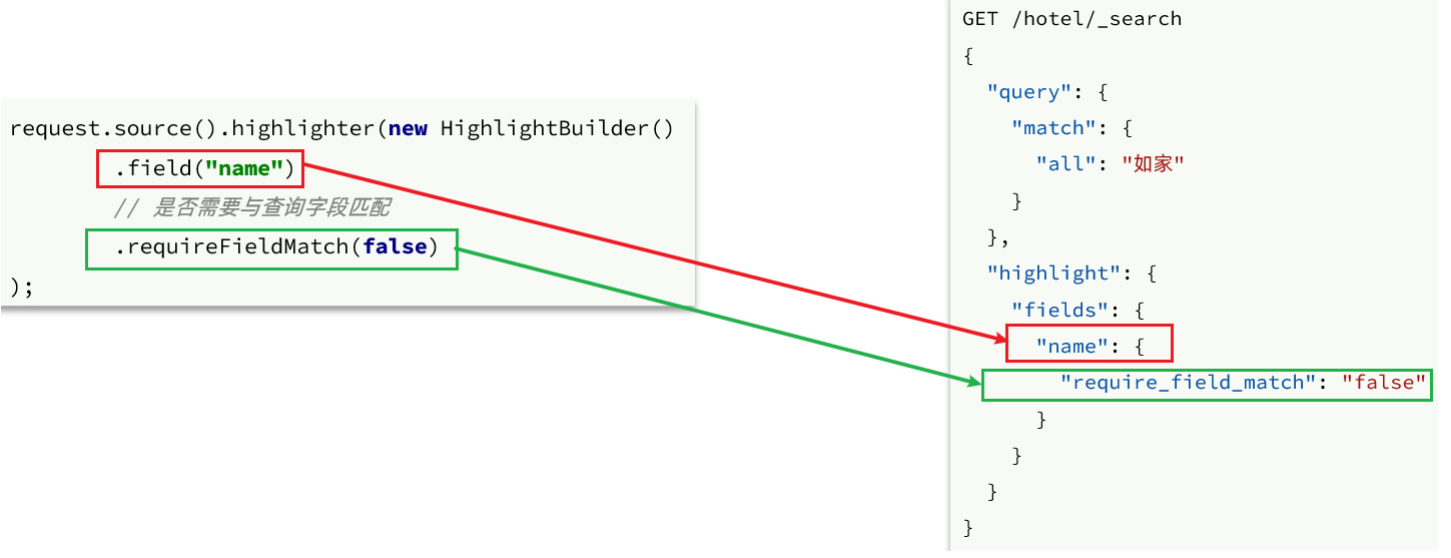 request.source().highlighter(new HighlightBuilder()
        .field("name")
        // 是否需要与查询字段匹配
        .requireFieldMatch(false)
);
GET /hotel/_search
{
  "query": {
    "match": {
      "all": "如家"
    }
  },
  "highlight": {
    "fields": {
      "name": {
        "require_field_match": "false"
      }
    }
  }
}